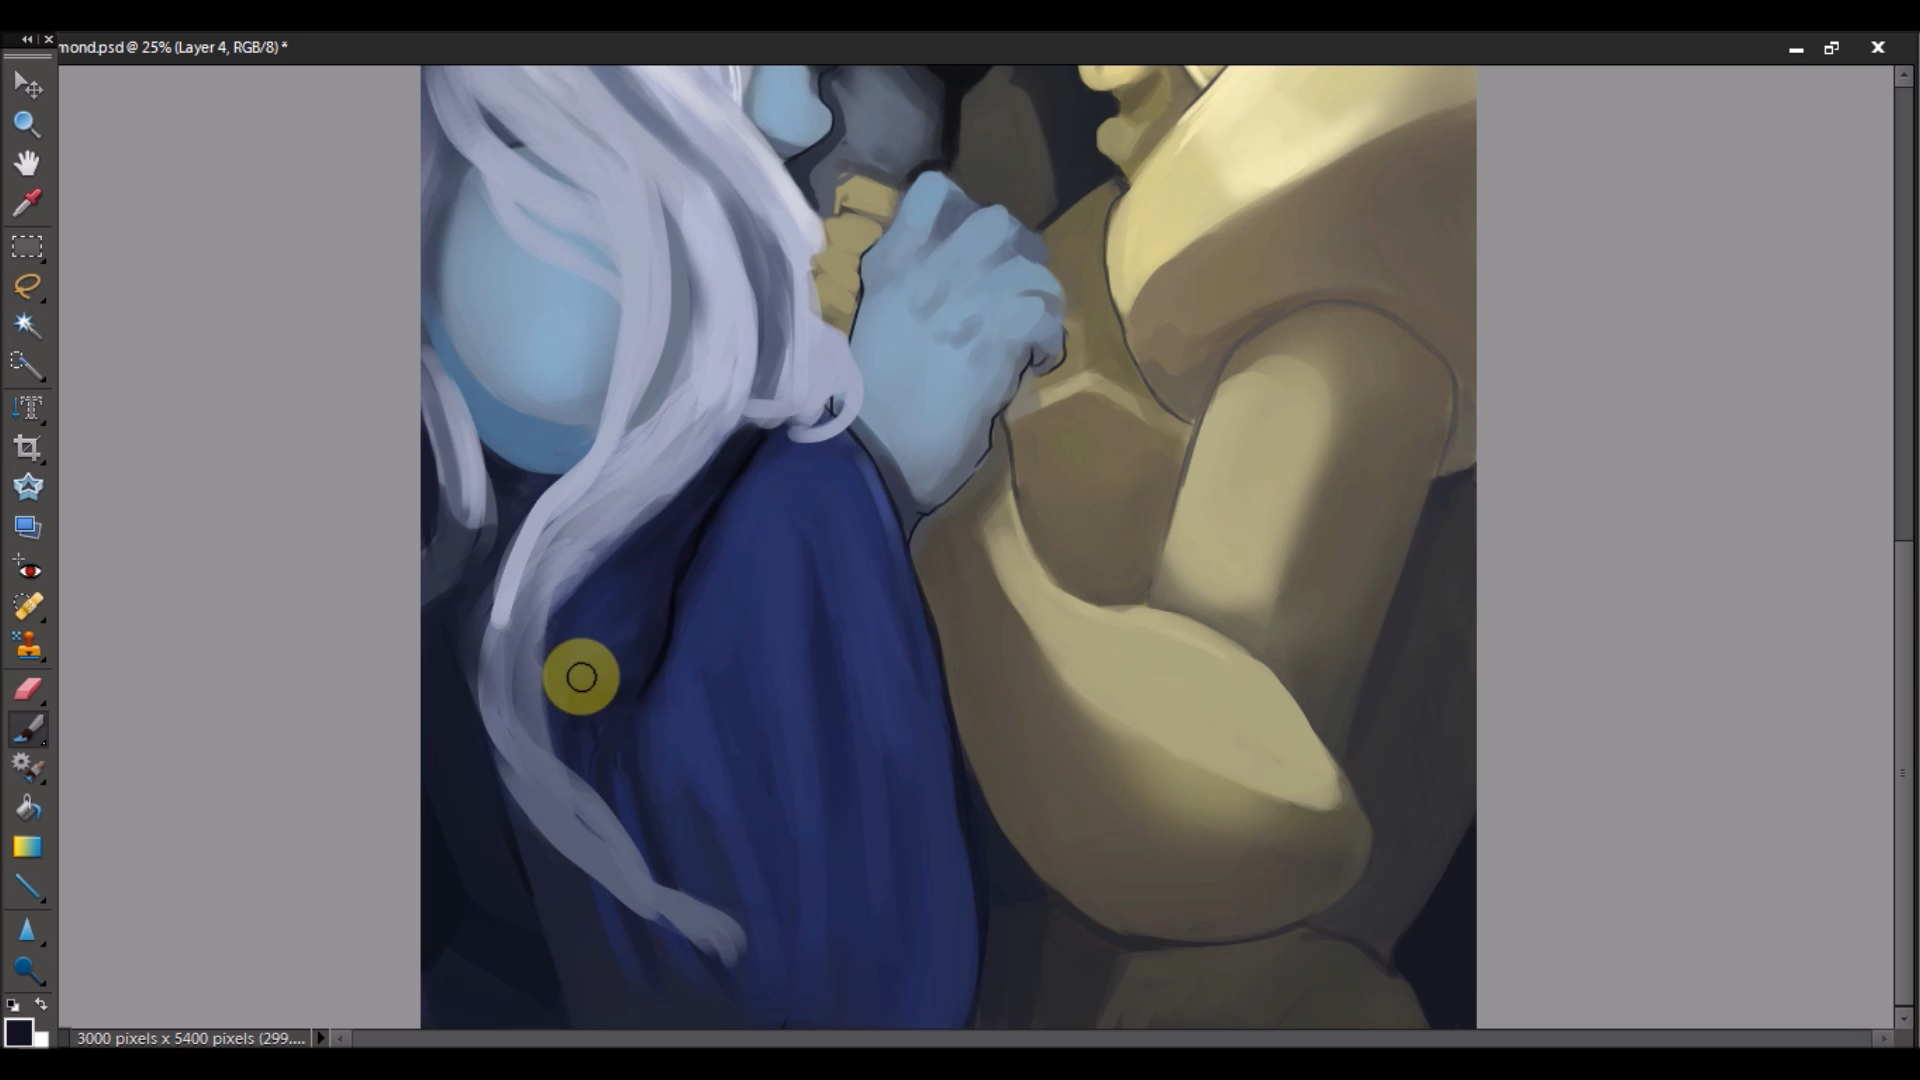 mond.psd @ 25% (Layer 4, RGB/8) *
T
3000 pixels x 5400 pixels (299....